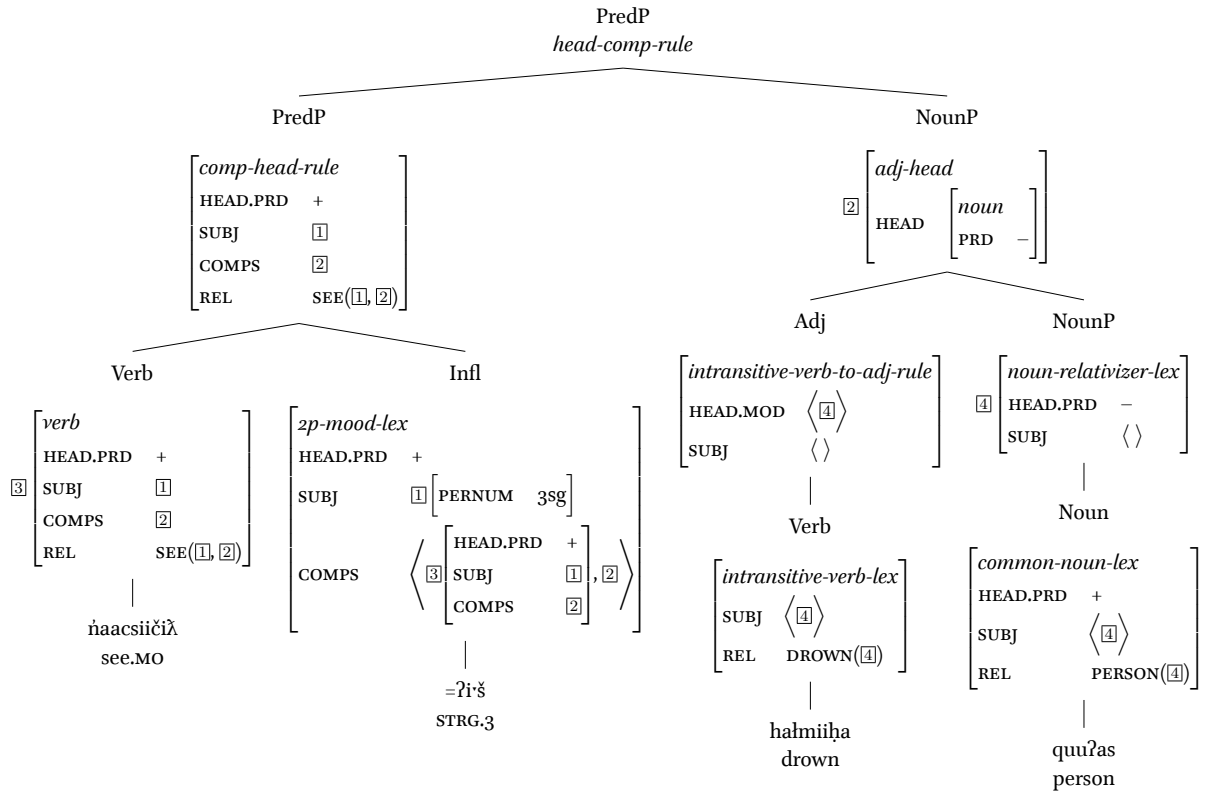 PredP
head-comp-rule
PredP
NounP
comp-head-rule
HEAD.PRD +
SUBJ 1
COMPS 2
REL SEE(1, 2)
2
adj-head
HEAD
noun
PRD −
Verb
Infl
Adj
NounP
3
verb
HEAD.PRD +
SUBJ 1
COMPS 2
REL SEE(1, 2)
2p-mood-lex
HEAD.PRD +
SUBJ 1 [PERNUM 3sg]
COMPS ⟨3 [HEAD.PRD +
SUBJ 1
COMPS 2], 2⟩
intransitive-verb-to-adj-rule
HEAD.MOD ⟨4⟩
SUBJ ⟨ ⟩
4
noun-relativizer-lex
HEAD.PRD −
SUBJ ⟨ ⟩
Verb
Noun
intransitive-verb-lex
SUBJ ⟨4⟩
REL DROWN(4)
common-noun-lex
HEAD.PRD +
SUBJ ⟨4⟩
REL PERSON(4)
n̓aacsiičiƛ
see.MO
=ʔi·š
STRG.3
hałmiiḥa
drown
quuʔas
person